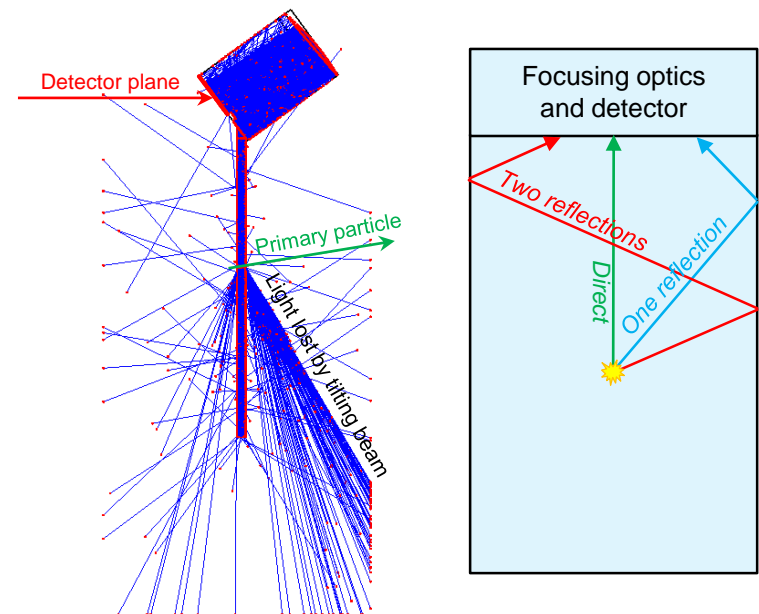 Detector plane
Primary particle
Light lost by tilting beam
Focusing optics
and detector
Two reflections
Direct
One reflection